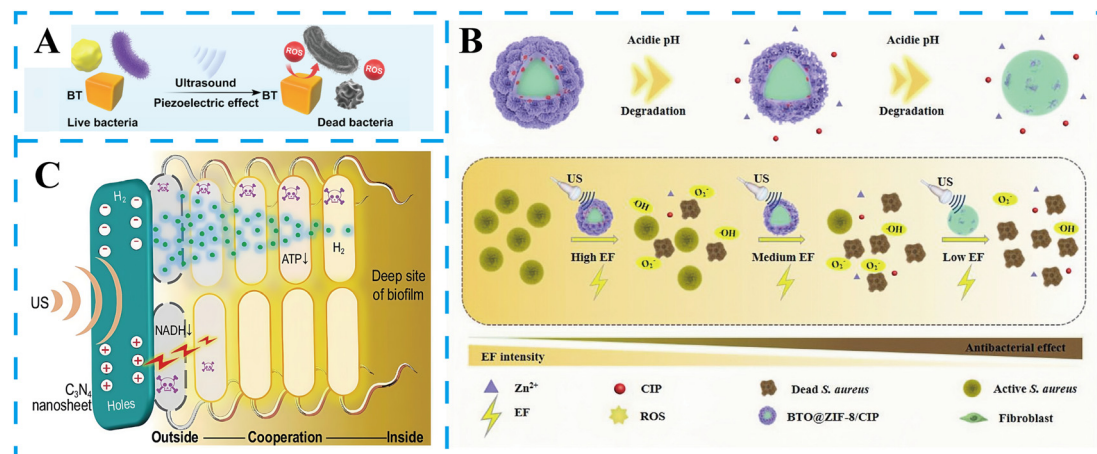 A
ROS
ROS
Ultrasound
BT
Piezoelectric effect
BT
Live bacteria
Dead bacteria
B
Acidie pH
Degradation
Acidie pH
Degradation
US
High EF
·OH
O₂·⁻
·OH
O₂·⁻
US
Medium EF
·OH
O₂·⁻
O₂·⁻
US
Low EF
O₂·⁻
·OH
EF intensity
Antibacterial effect
Zn²⁺
CIP
Dead S. aureus
Active S. aureus
EF
ROS
BTO@ZIF-8/CIP
Fibroblast
C
H₂
US
C₃N₄
nanosheet
Holes
NADH↓
ATP↓
H₂
Deep site
of biofilm
Outside
Cooperation
Inside